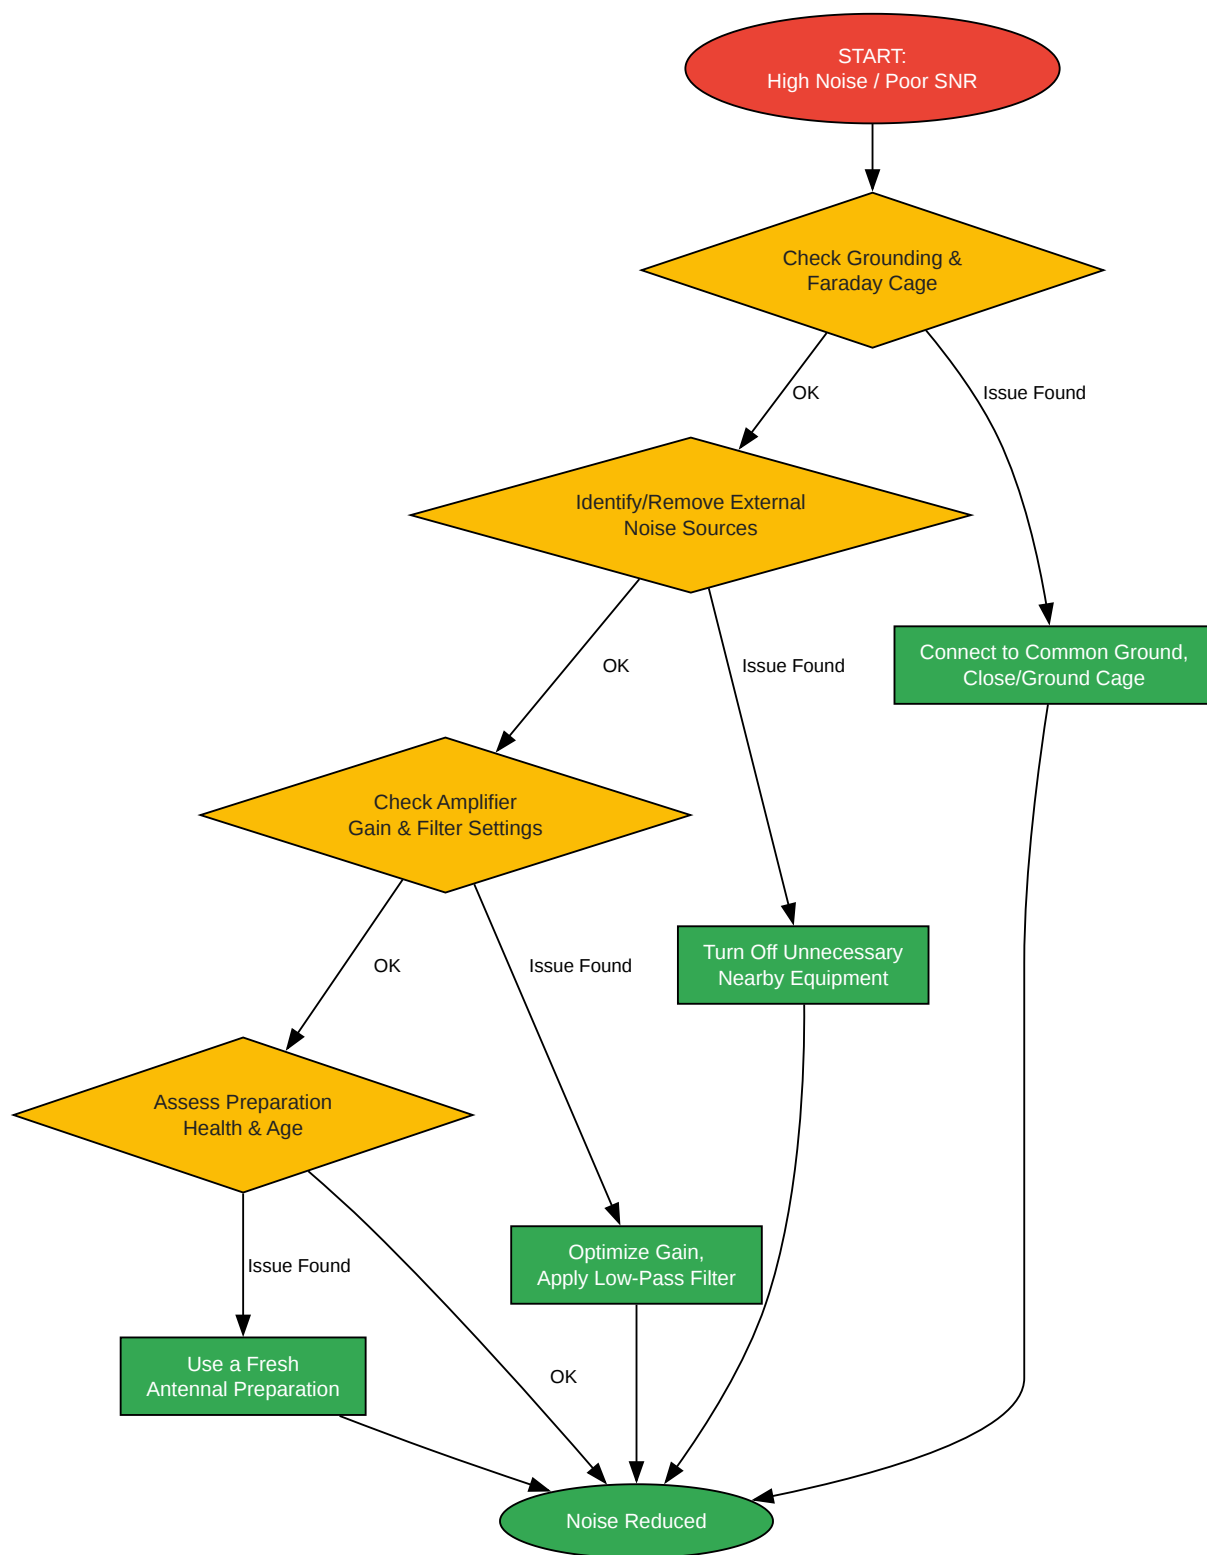 START:
High Noise / Poor SNR
Check Grounding &
Faraday Cage
OK
Issue Found
Identify/Remove External
Noise Sources
OK
Issue Found
Connect to Common Ground,
Close/Ground Cage
Check Amplifier
Gain & Filter Settings
OK
Issue Found
Turn Off Unnecessary
Nearby Equipment
Assess Preparation
Health & Age
Issue Found
Optimize Gain,
Apply Low-Pass Filter
Use a Fresh
Antennal Preparation
OK
Noise Reduced